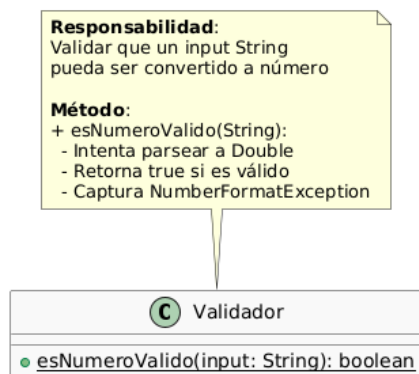 Responsabilidad:
Validar que un input String
pueda ser convertido a número
Método:
+ esNumeroValido(String):
- Intenta parsear a Double
- Retorna true si es válido
- Captura NumberFormatException
C Validador
esNumeroValido(input: String): boolean